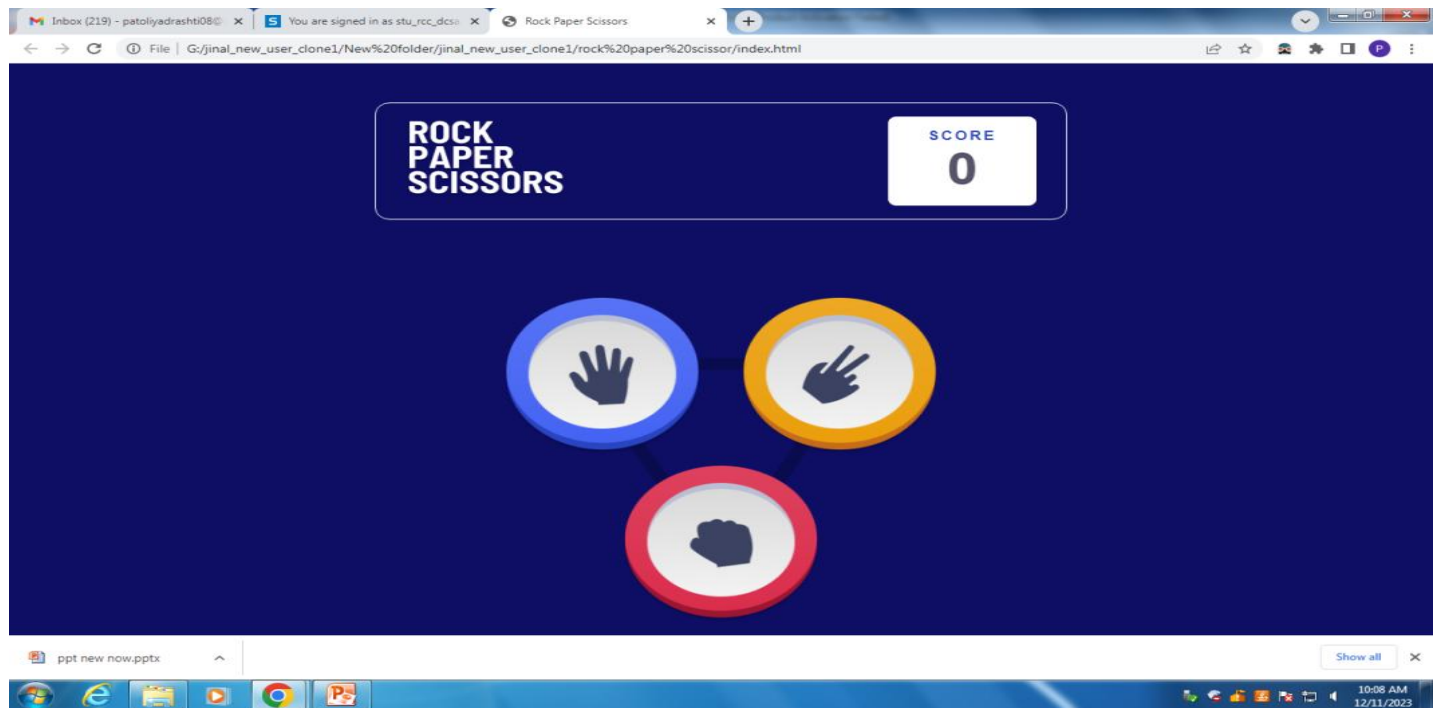 Inbox (219) - patoliyadrashti08@
You are signed in as stu_rcc_dcsa
Rock Paper Scissors
File | G:/jinal_new_user_clone1/New%20folder/jinal_new_user_clone1/rock%20paper%20scissor/index.html
P
ROCK
PAPER
SCISSORS
SCORE
0
ppt new now.pptx
Show all
10:08 AM
12/11/2023